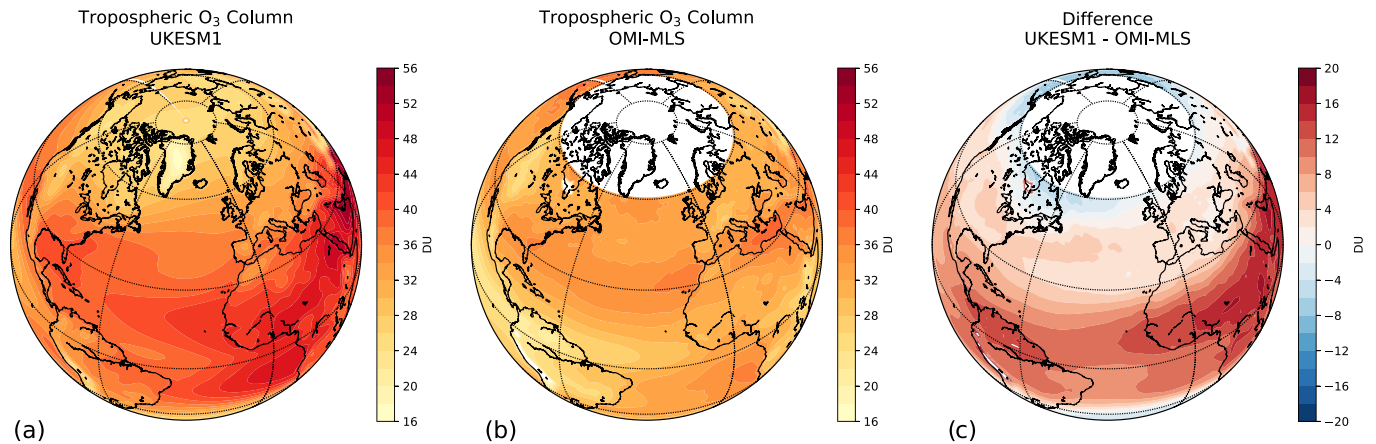 Tropospheric O₃ Column
UKESM1
56
52
48
44
40
36
32
28
24
20
16
DU
(a)
Tropospheric O₃ Column
OMI-MLS
56
52
48
44
40
36
32
28
24
20
16
DU
(b)
Difference
UKESM1 - OMI-MLS
20
16
12
8
4
0
−4
−8
−12
−16
−20
DU
(c)